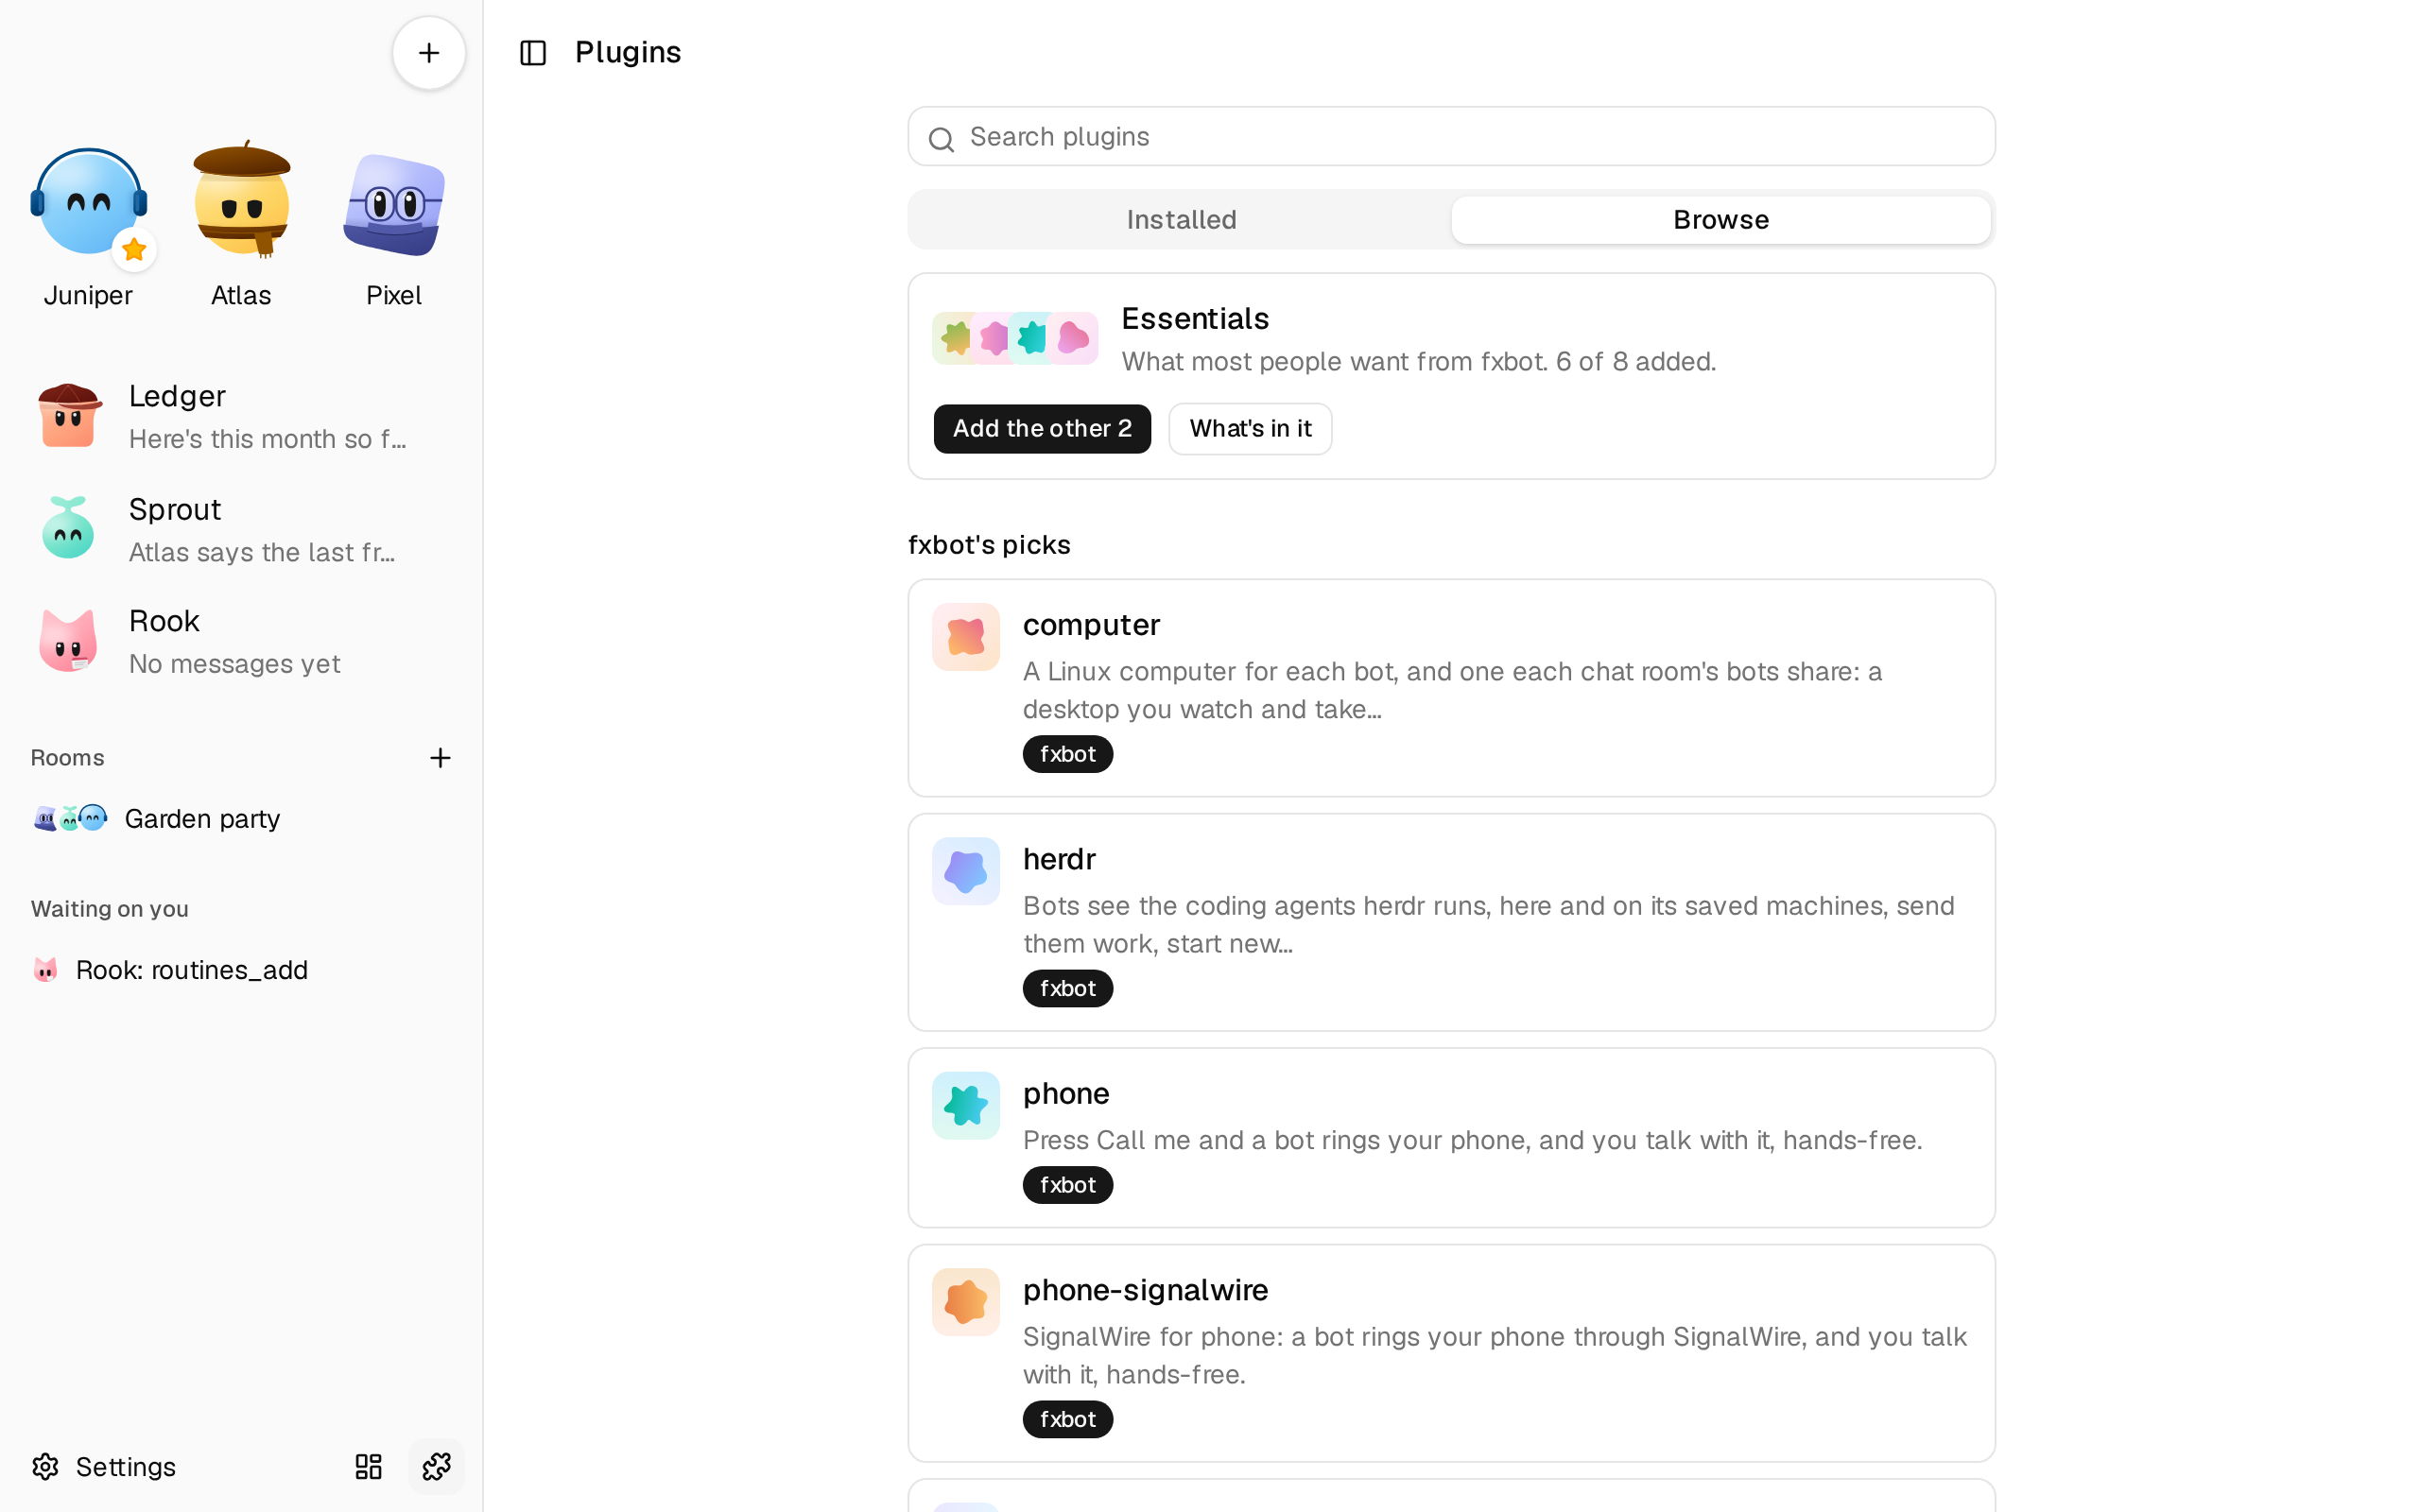 Plugins
Search plugins
Installed
Browse
Juniper
Atlas
Pixel
Essentials
What most people want from fxbot. 6 of 8 added.
Add the other 2
What's in it
Ledger
Here's this month so f...
Sprout
Atlas says the last fr...
Rook
No messages yet
Rooms
Garden party
Waiting on you
Rook: routines_add
Settings
fxbot's picks
computer
A Linux computer for each bot, and one each chat room's bots share: a
desktop you watch and take...
fxbot
herdr
Bots see the coding agents herdr runs, here and on its saved machines, send
them work, start new...
fxbot
phone
Press Call me and a bot rings your phone, and you talk with it, hands-free.
fxbot
phone-signalwire
SignalWire for phone: a bot rings your phone through SignalWire, and you talk
with it, hands-free.
fxbot